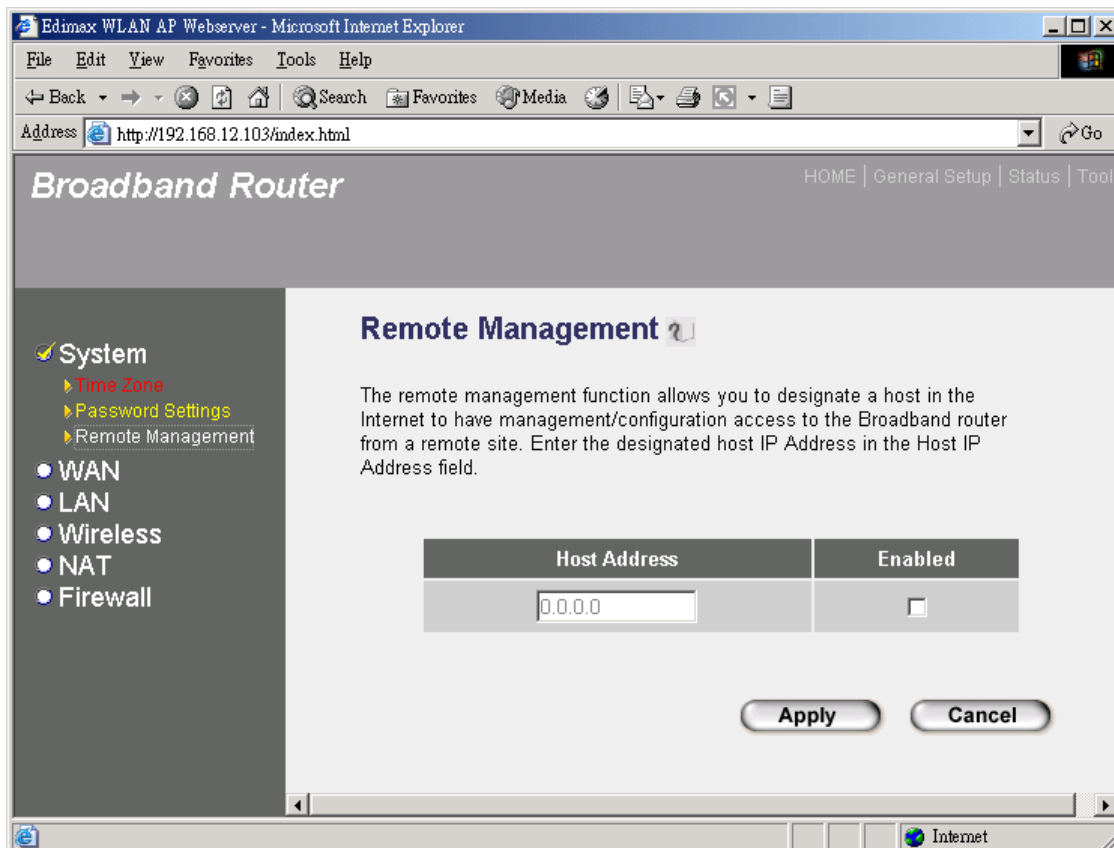 Edimax WLAN AP Webserver - Microsoft Internet Explorer
File Edit View Favorites Tools Help
Back Search Favorites Media
Address http://192.168.12.103/index.html Go
Broadband Router
HOME | General Setup | Status | Tool
System
Time Zone
Password Settings
Remote Management
WAN
LAN
Wireless
NAT
Firewall
Remote Management
The remote management function allows you to designate a host in the
Internet to have management/configuration access to the Broadband router
from a remote site. Enter the designated host IP Address in the Host IP
Address field.
Host Address Enabled
0.0.0.0
Apply Cancel
Internet